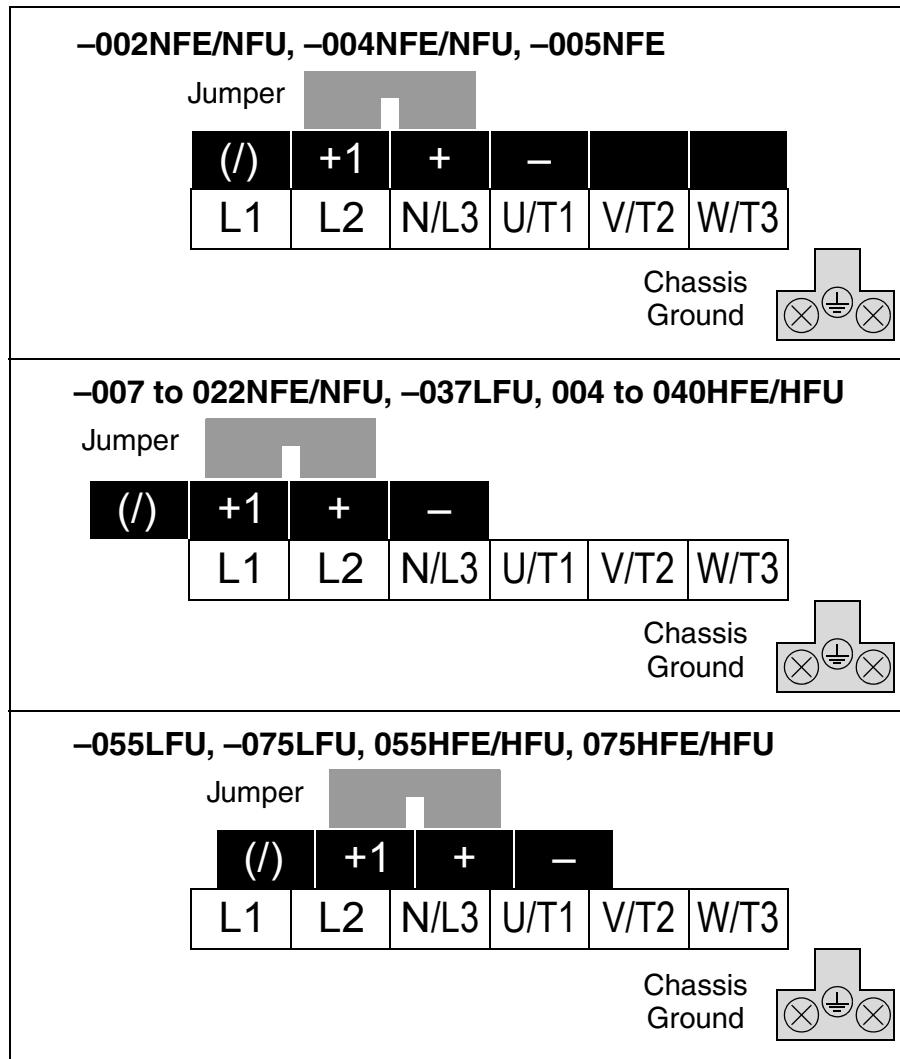 –002NFE/NFU, –004NFE/NFU, –005NFE
Jumper
(/) +1 + –
L1 L2 N/L3 U/T1 V/T2 W/T3
Chassis
Ground
–007 to 022NFE/NFU, –037LFU, 004 to 040HFE/HFU
Jumper
(/) +1 + –
L1 L2 N/L3 U/T1 V/T2 W/T3
Chassis
Ground
–055LFU, –075LFU, 055HFE/HFU, 075HFE/HFU
Jumper
(/) +1 + –
L1 L2 N/L3 U/T1 V/T2 W/T3
Chassis
Ground